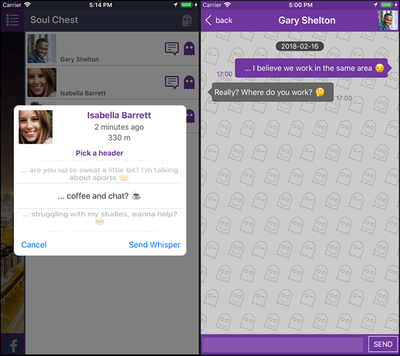 Carrier 5:14 PM
Soul Chest
Gary Shelton
Isabella Barrett
Isabella Barrett
2 minutes ago
330 m
Pick a header
... are you up to sweat a little bit? I'm talking
about sports 😓
... coffee and chat? ☕
... struggling with my studies, wanna help?
Cancel Send Whisper
f
Carrier 5:00 PM
back Gary Shelton
2018-02-16
... I believe we work in the same area 😊
17:00
Really? Where do you work? 🤔
17:00
SEND